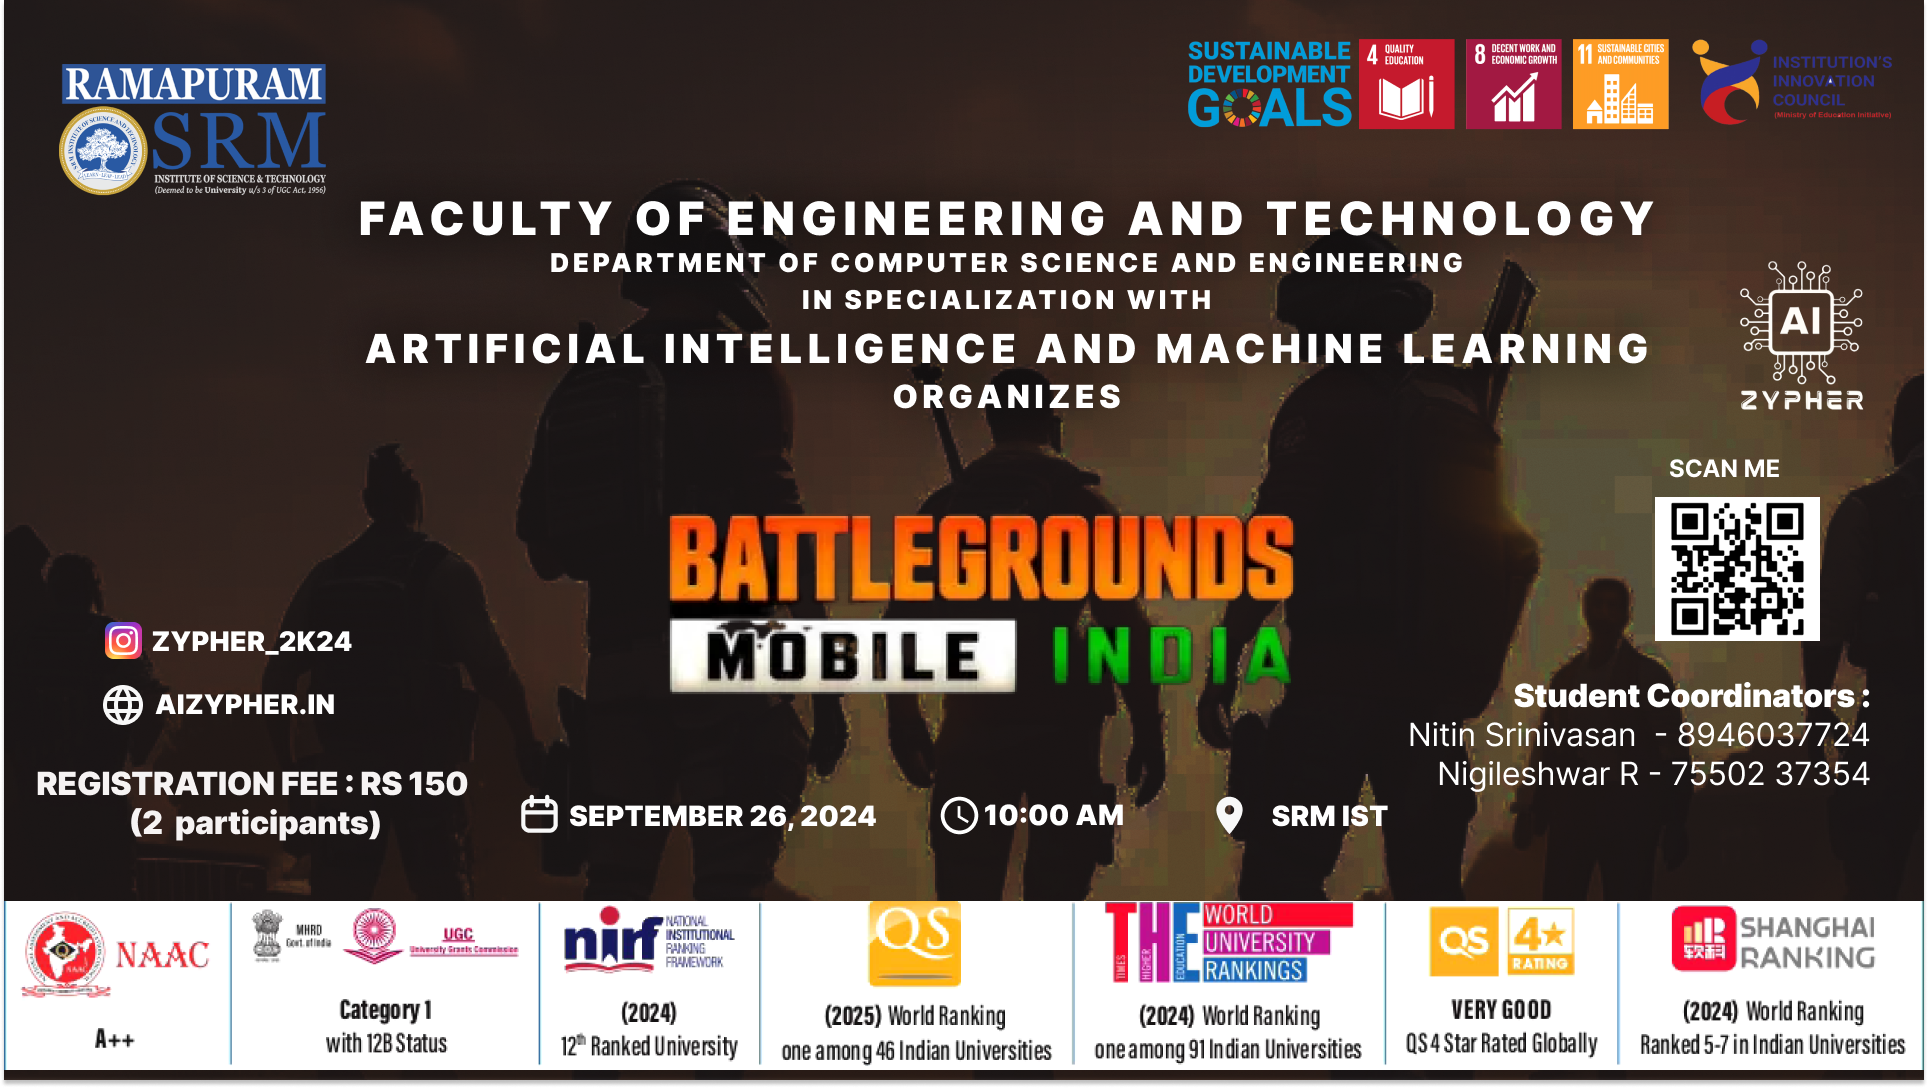 RAMAPURAM
SRM
INSTITUTE OF SCIENCE & TECHNOLOGY
(Deemed to be University u/s 3 of UGC Act, 1956)
SUSTAINABLE
DEVELOPMENT
GOALS
4 QUALITY
EDUCATION
8 DECENT WORK AND
ECONOMIC GROWTH
11 SUSTAINABLE CITIES
AND COMMUNITIES
INSTITUTION'S
INNOVATION
COUNCIL
(Ministry of Education Initiative)
FACULTY OF ENGINEERING AND TECHNOLOGY
DEPARTMENT OF COMPUTER SCIENCE AND ENGINEERING
IN SPECIALIZATION WITH
ARTIFICIAL INTELLIGENCE AND MACHINE LEARNING
ORGANIZES
AI
ZYPHER
SCAN ME
BATTLEGROUNDS
MOBILE INDIA
ZYPHER_2K24
AIZYPHER.IN
REGISTRATION FEE : RS 150
(2 participants)
SEPTEMBER 26, 2024
10:00 AM
SRM IST
Student Coordinators :
Nitin Srinivasan - 8946037724
Nigileshwar R - 75502 37354
NAAC
A++
MHRD
Govt. of India
UGC
University Grants Commission
Category 1
with 12B Status
nirf
NATIONAL
INSTITUTIONAL
RANKING
FRAMEWORK
(2024)
12th Ranked University
QS
(2025) World Ranking
one among 46 Indian Universities
TIMES HIGHER EDUCATION
THE
WORLD
UNIVERSITY
RANKINGS
(2024) World Ranking
one among 91 Indian Universities
QS
4★
RATING
VERY GOOD
QS 4 Star Rated Globally
软科
SHANGHAI
RANKING
(2024) World Ranking
Ranked 5-7 in Indian Universities